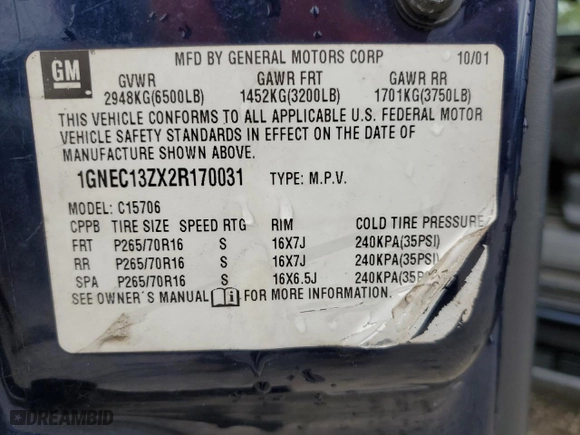 GM
MFD BY GENERAL MOTORS CORP 10/01
GVWR GAWR FRT GAWR RR
2948KG(6500LB) 1452KG(3200LB) 1701KG(3750LB)
THIS VEHICLE CONFORMS TO ALL APPLICABLE U.S. FEDERAL MOTOR
VEHICLE SAFETY STANDARDS IN EFFECT ON THE DATE OF
MANUFACTURE SHOWN ABOVE.
1GNEC13ZX2R170031 TYPE: M.P.V.
MODEL: C15706
CPPB TIRE SIZE SPEED RTG RIM COLD TIRE PRESSURE
FRT P265/70R16 S 16X7J 240KPA(35PSI)
RR P265/70R16 S 16X7J 240KPA(35PSI)
SPA P265/70R16 S 16X6.5J
SEE OWNER'S MANUAL FOR MORE INFORMATION.
DREAMBID